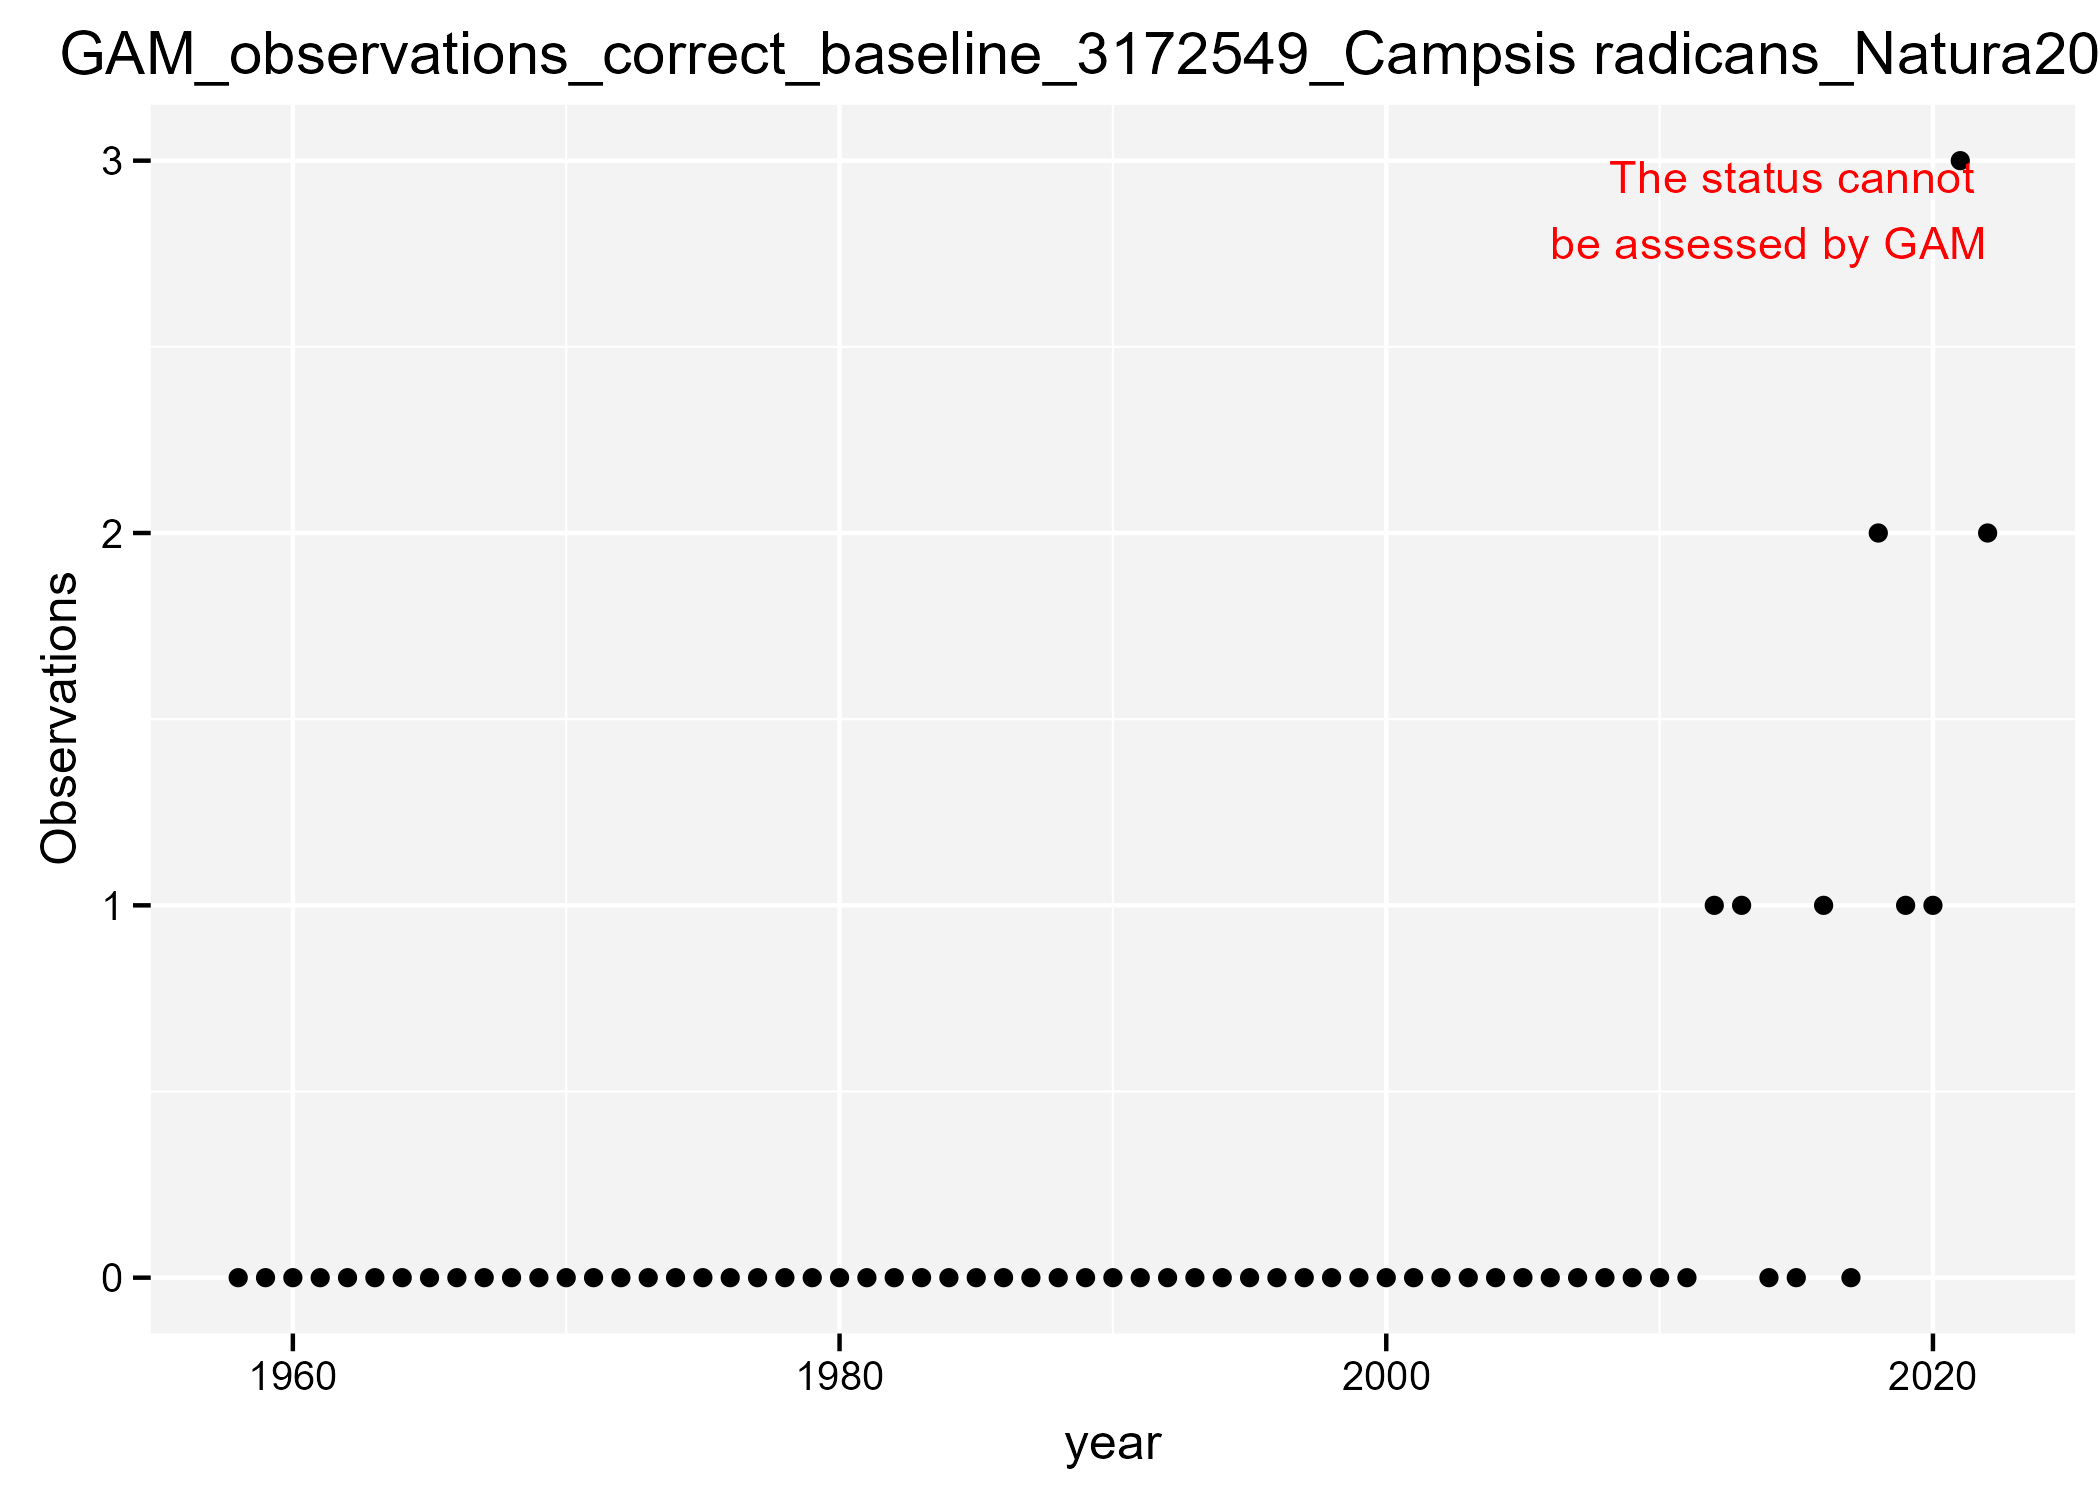 GAM_observations_correct_baseline_3172549_Campsis radicans_Natura20
3
The status cannot
be assessed by GAM
2
Observations
1
0
1960 1980 2000 2020
year